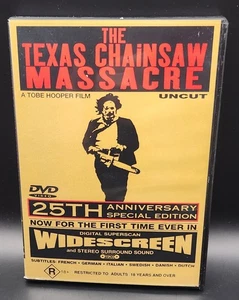 THE
TEXAS CHAINSAW
MASSACRE
A TOBE HOOPER FILM UNCUT
DVD
VIDEO
25TH ANNIVERSARY
SPECIAL EDITION
NOW FOR THE FIRST TIME EVER IN
DIGITAL SUPERSCAN
WIDESCREEN
and STEREO SURROUND SOUND
SUBTITLES: FRENCH • GERMAN • ITALIAN • SWEDISH • DANISH • DUTCH
R 18+ RESTRICTED TO ADULTS 18 YEARS AND OVER